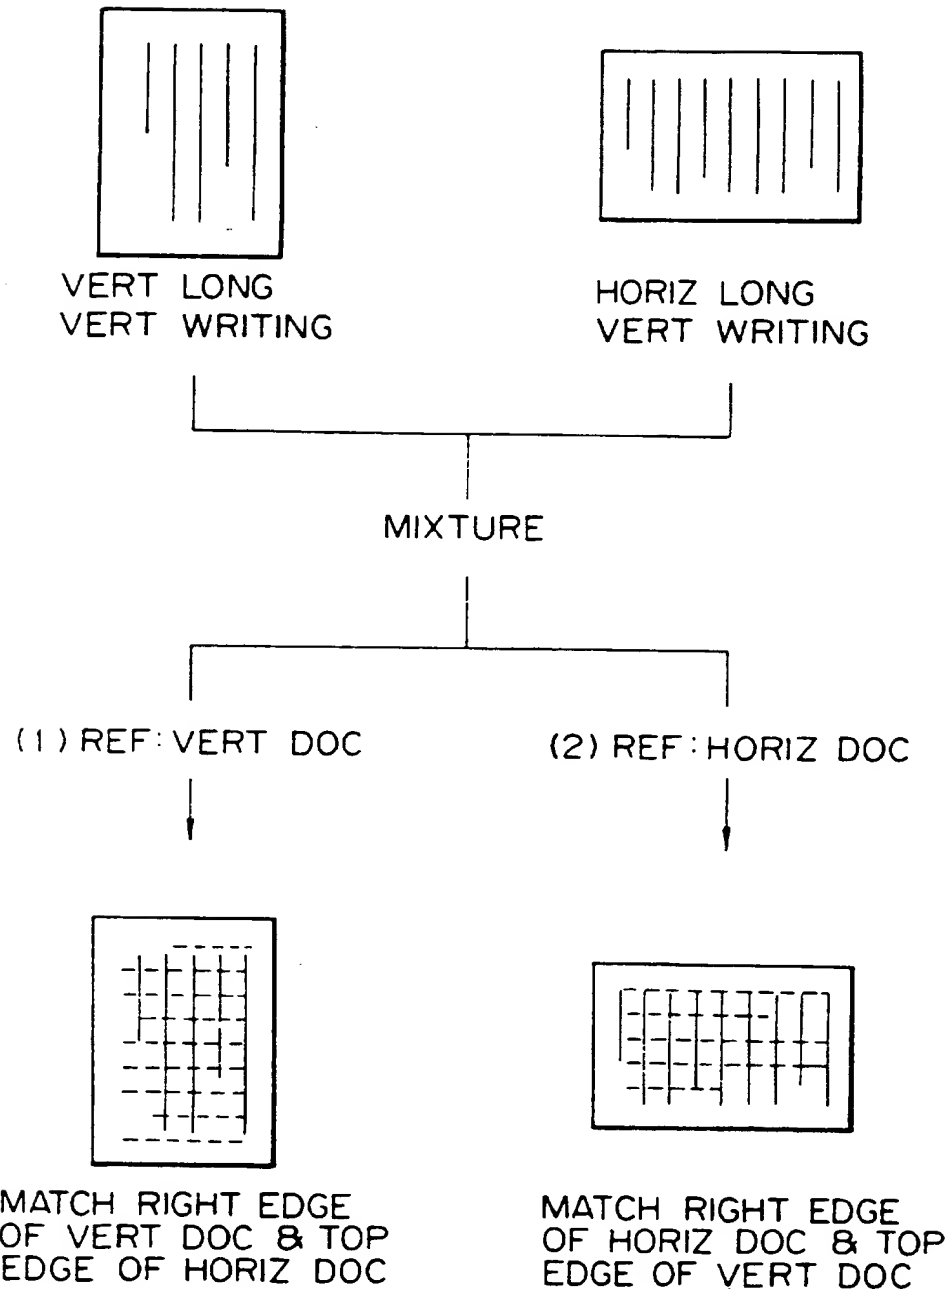 VERT LONG
VERT WRITING
HORIZ LONG
VERT WRITING
MIXTURE
(1) REF: VERT DOC
(2) REF: HORIZ DOC
MATCH RIGHT EDGE
OF VERT DOC & TOP
EDGE OF HORIZ DOC
MATCH RIGHT EDGE
OF HORIZ DOC & TOP
EDGE OF VERT DOC